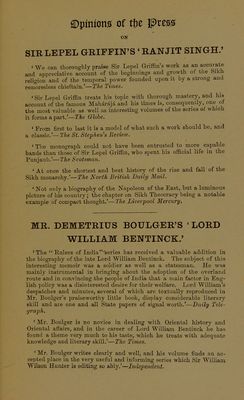 Opinions of the Press
ON
SIR LEPEL GRIFFIN'S 'RANJIT SINGH.'
'We can thoroughly praise Sir Lepel Griffin's work as an accurate
and appreciative account of the beginnings and growth of the Sikh
religion and of the temporal power founded upon it by a strong and
remorseless chieftain.'—The Times.
'Sir Lepel Griffin treats his topic with thorough mastery, and his
account of the famous Mahárájá and his times is, consequently, one of
the most valuable as well as interesting volumes of the series of which
it forms a part.'—The Globe.
'From first to last it is a model of what such a work should be, and
a classic.'—The St. Stephen's Review.
'The monograph could not have been entrusted to more capable
hands than those of Sir Lepel Griffin, who spent his official life in the
Punjaub.'—The Scotsman.
'At once the shortest and best history of the rise and fall of the
Sikh monarchy.'—The North British Daily Mail.
'Not only a biography of the Napoleon of the East, but a luminous
picture of his country; the chapter on Sikh Theocracy being a notable
example of compact thought.'—The Liverpool Mercury.
MR. DEMETRIUS BOULGER'S 'LORD
WILLIAM BENTINCK.'
'The "Rulers of India" series has received a valuable addition in
the biography of the late Lord William Bentinck. The subject of this
interesting memoir was a soldier as well as a statesman. He was
mainly instrumental in bringing about the adoption of the overland
route and in convincing the people of India that a main factor in Eng-
lish policy was a disinterested desire for their welfare. Lord William's
despatches and minutes, several of which are textually reproduced in
Mr. Boulger's praiseworthy little book, display considerable literary
skill and are one and all State papers of signal worth.'—Daily Tele-
graph.
'Mr. Boulger is no novice in dealing with Oriental history and
Oriental affairs, and in the career of Lord William Bentinck he has
found a theme very much to his taste, which he treats with adequate
knowledge and literary skill.'—The Times.
'Mr. Boulger writes clearly and well, and his volume finds an ac-
cepted place in the very useful and informing series which Sir William
Wilson Hunter is editing so ably.'—Independent.